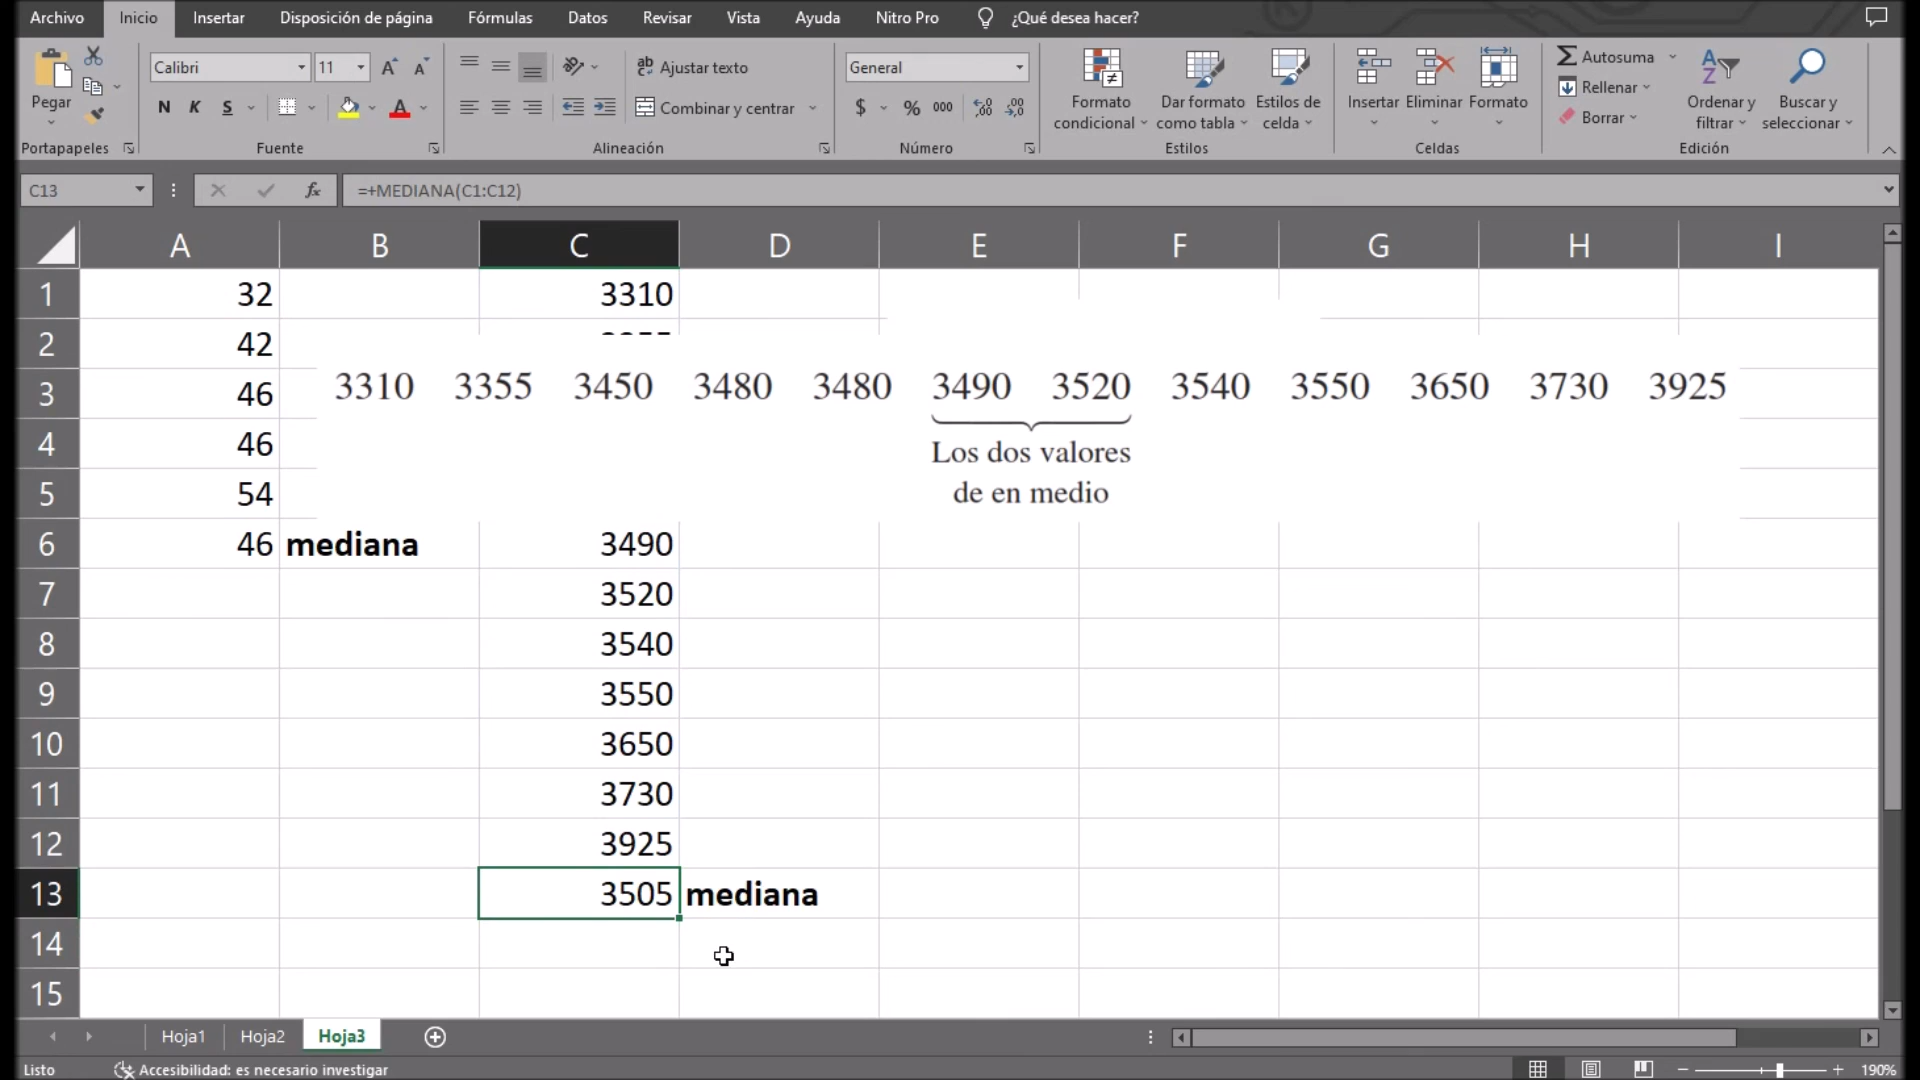 Archivo Inicio Insertar Disposición de página Fórmulas Datos Revisar Vista Ayuda Nitro Pro ¿Qué desea hacer?
Pegar
Calibri 11
N K S
A
ab Ajustar texto
Combinar y centrar
General
$ % 000
Formato condicional
Dar formato como tabla
Estilos de celda
Insertar Eliminar Formato
Autosuma
Rellenar
Borrar
Ordenar y filtrar
Buscar y seleccionar
Portapapeles Fuente Alineación Número Estilos Celdas Edición
C13 fx =+MEDIANA(C1:C12)
A B C D E F G H I
1 32 3310
2 42
3 46
4 46
5 54
3310 3355 3450 3480 3480 3490 3520 3540 3550 3650 3730 3925
Los dos valores
de en medio
6 46 mediana 3490
7 3520
8 3540
9 3550
10 3650
11 3730
12 3925
13 3505 mediana
14
15
Hoja1 Hoja2 Hoja3
Listo Accesibilidad: es necesario investigar 190%